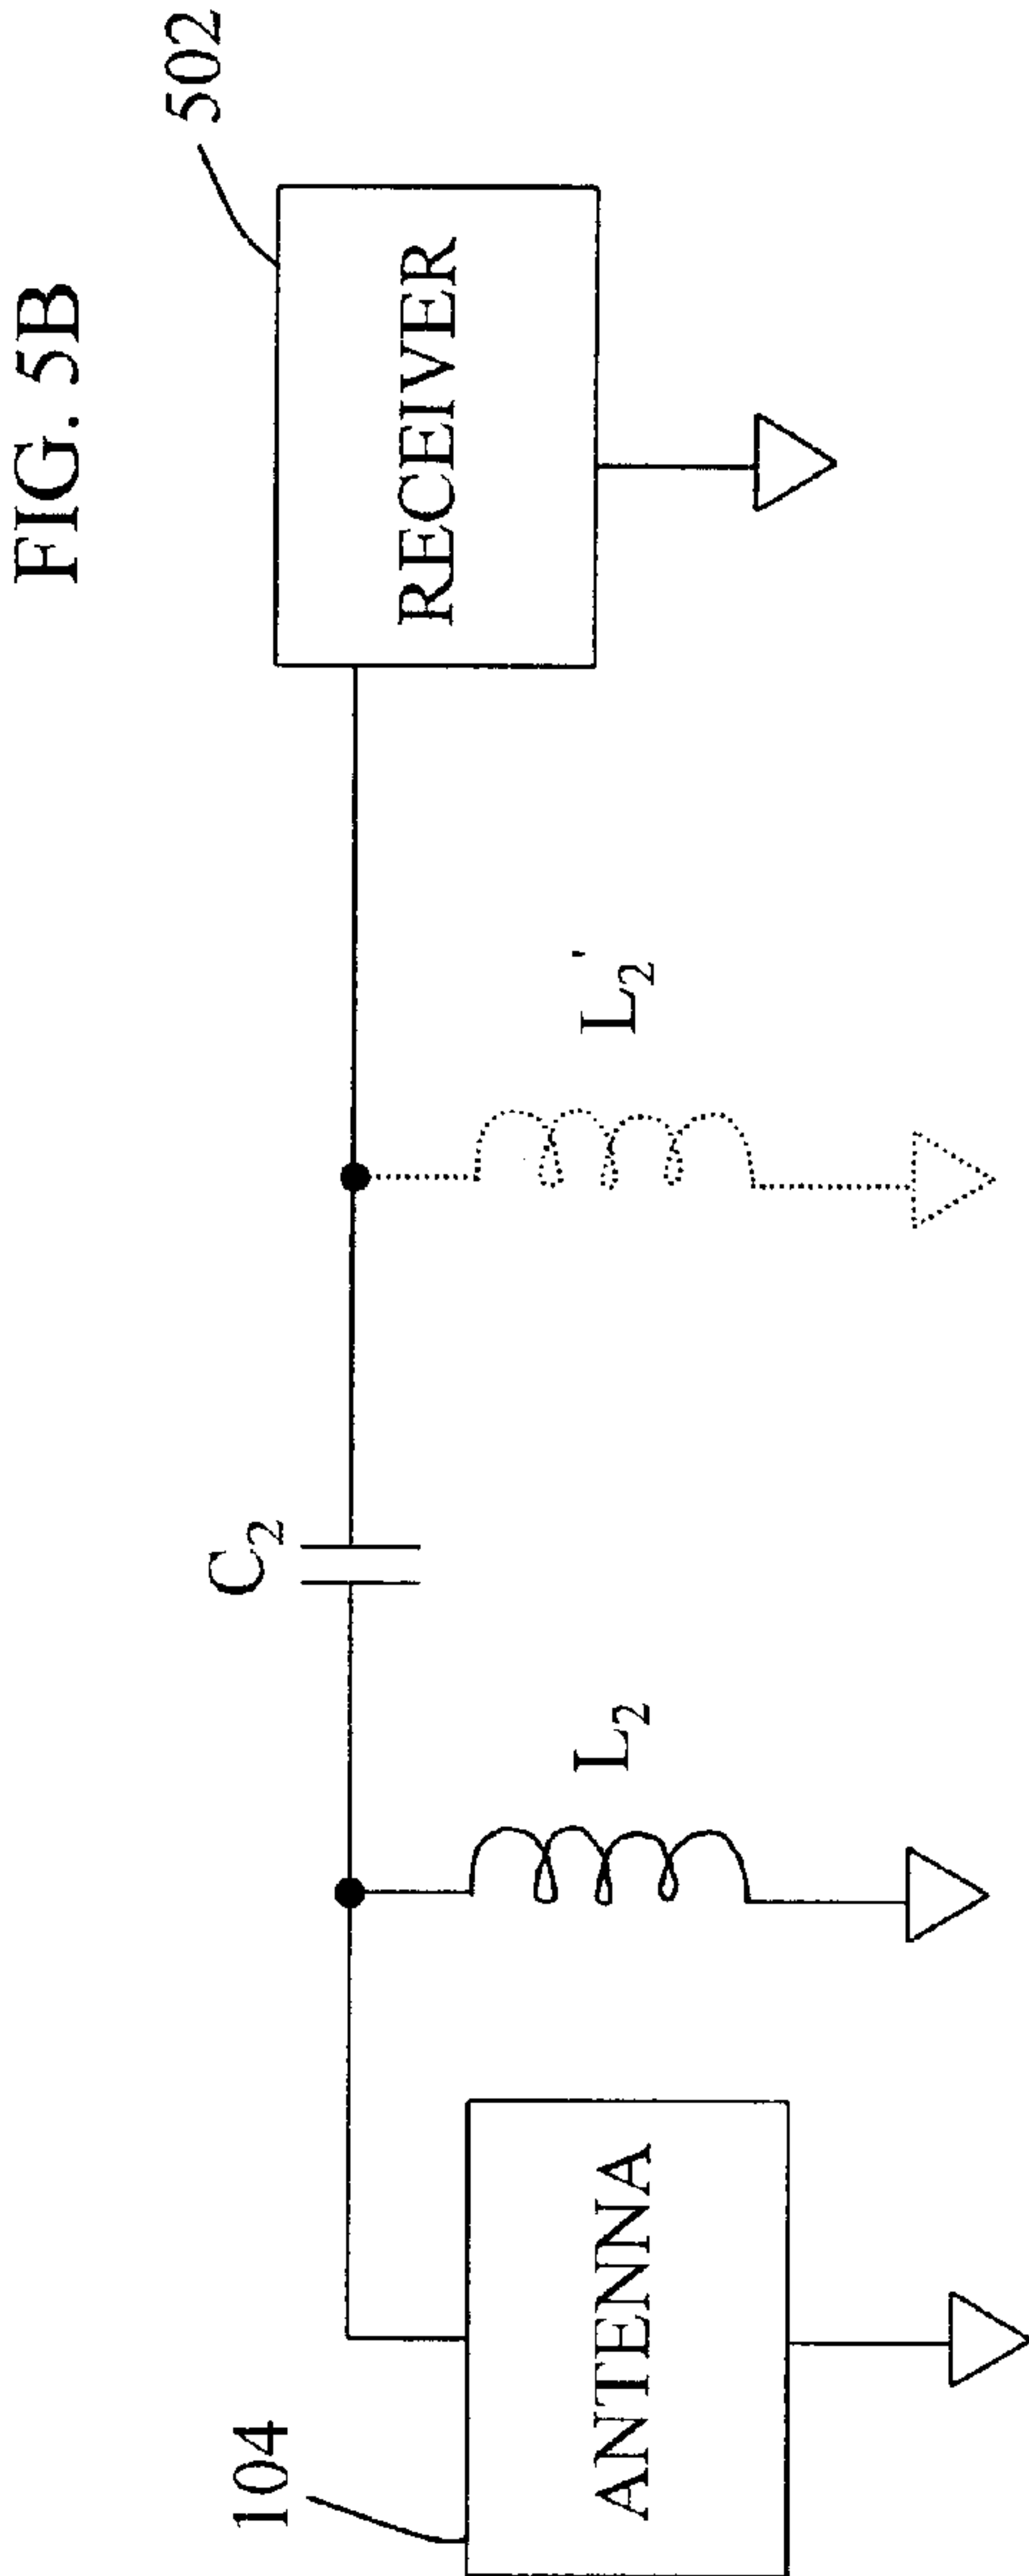 FIG. 5B
502
RECEIVER
C₂
L₂'
L₂
104
ANTENNA